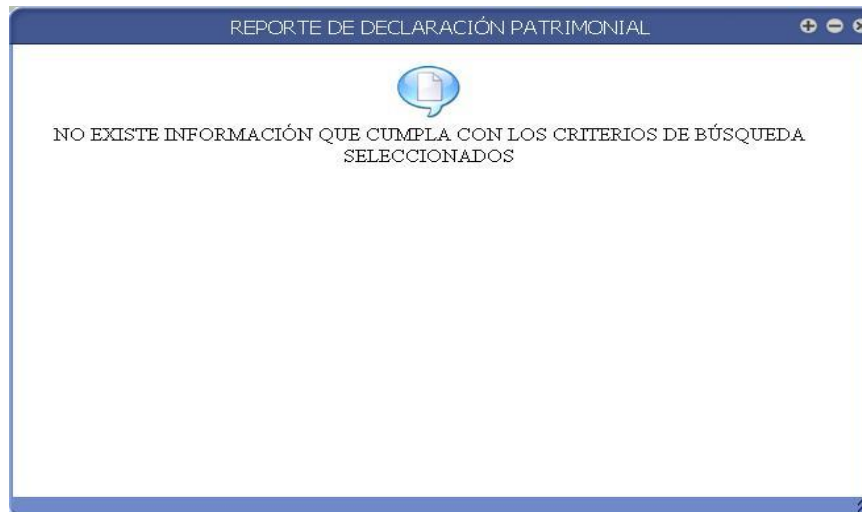 REPORTE DE DECLARACIÓN PATRIMONIAL
NO EXISTE INFORMACIÓN QUE CUMPLA CON LOS CRITERIOS DE BÚSQUEDA
SELECCIONADOS